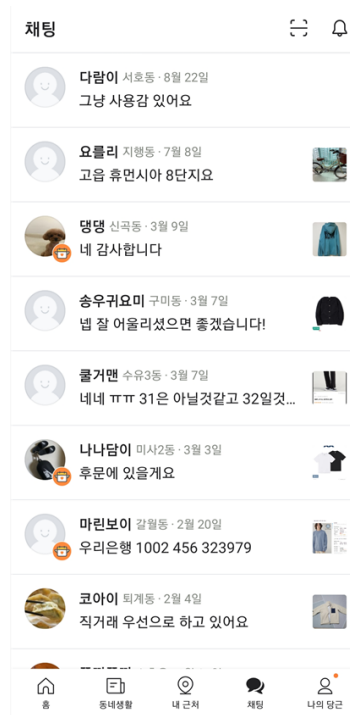 채팅
다람이 서호동 · 8월 22일
그냥 사용감 있어요
요를리 지행동 · 7월 8일
고읍 휴먼시아 8단지요
댕댕 신곡동 · 3월 9일
네 감사합니다
송우귀요미 구미동 · 3월 7일
넵 잘 어울리셨으면 좋겠습니다!
쿨거맨 수유3동 · 3월 7일
네네 ㅠㅠ 31은 아닐것같고 32일것...
나나담이 미사2동 · 3월 3일
후문에 있을게요
마린보이 갈월동 · 2월 20일
우리은행 1002 456 323979
코아이 퇴계동 · 2월 4일
직거래 우선으로 하고 있어요
홈 동네생활 내 근처 채팅 나의 당근